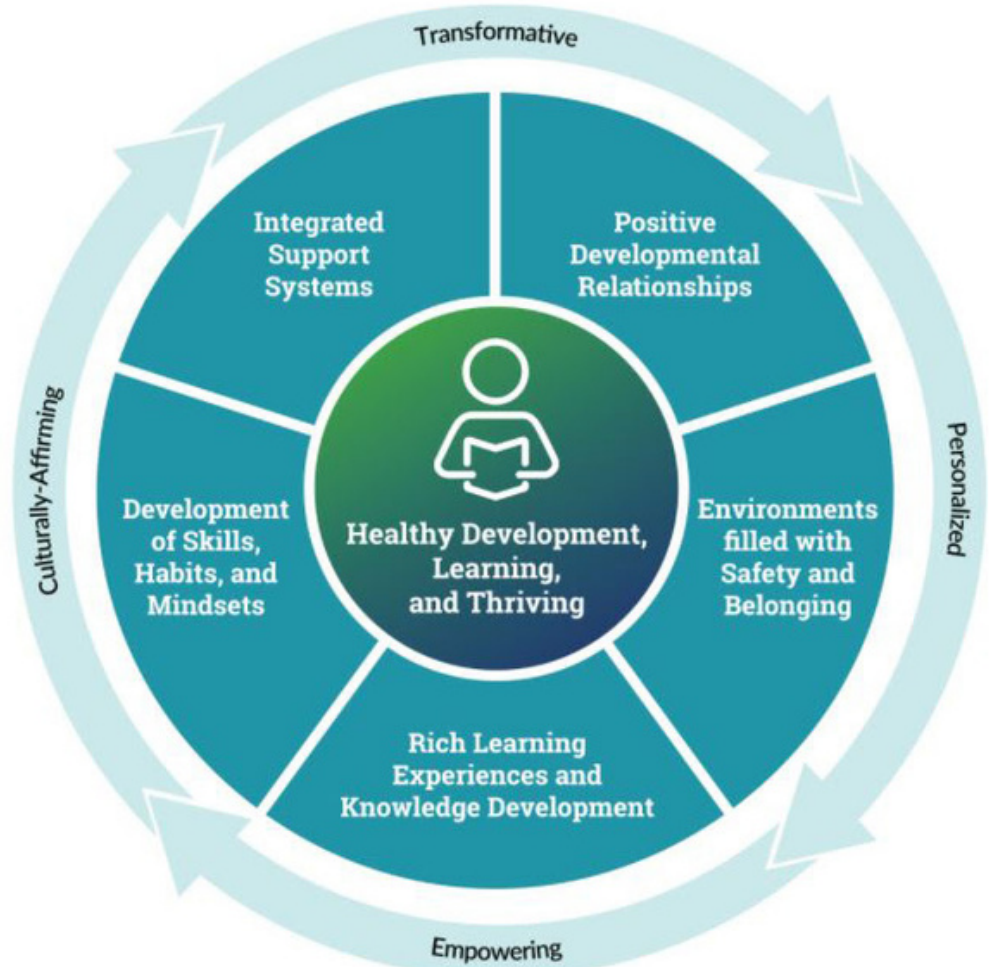 Transformative
Integrated
Support
Systems
Positive
Developmental
Relationships
Culturally-Affirming
Personalized
Development
of Skills,
Habits, and
Mindsets
Healthy Development,
Learning,
and Thriving
Environments
filled with
Safety and
Belonging
Rich Learning
Experiences and
Knowledge Development
Empowering